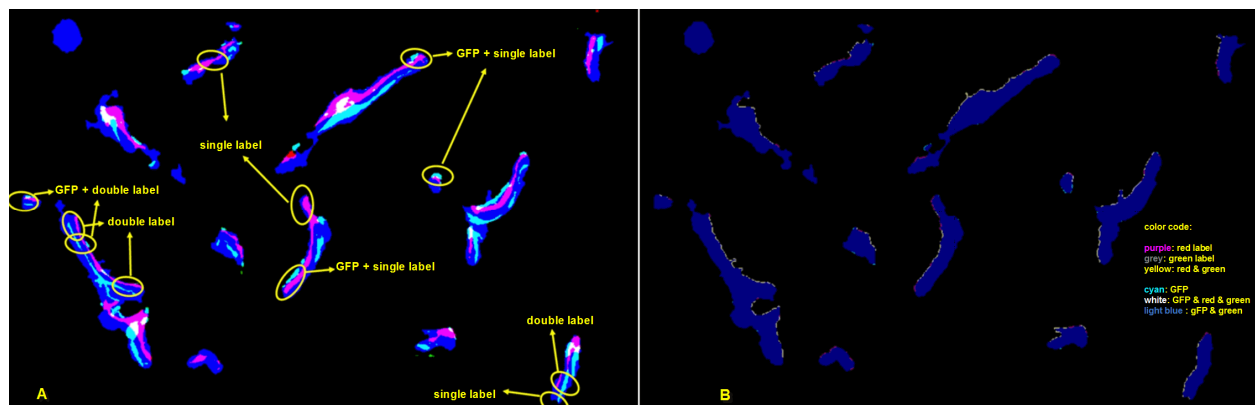 GFP + single label
single label
GFP + double label
double label
GFP + single label
double label
single label
A
color code:
purple: red label
grey: green label
yellow: red & green
cyan: GFP
white: GFP & red & green
light blue : gFP & green
B